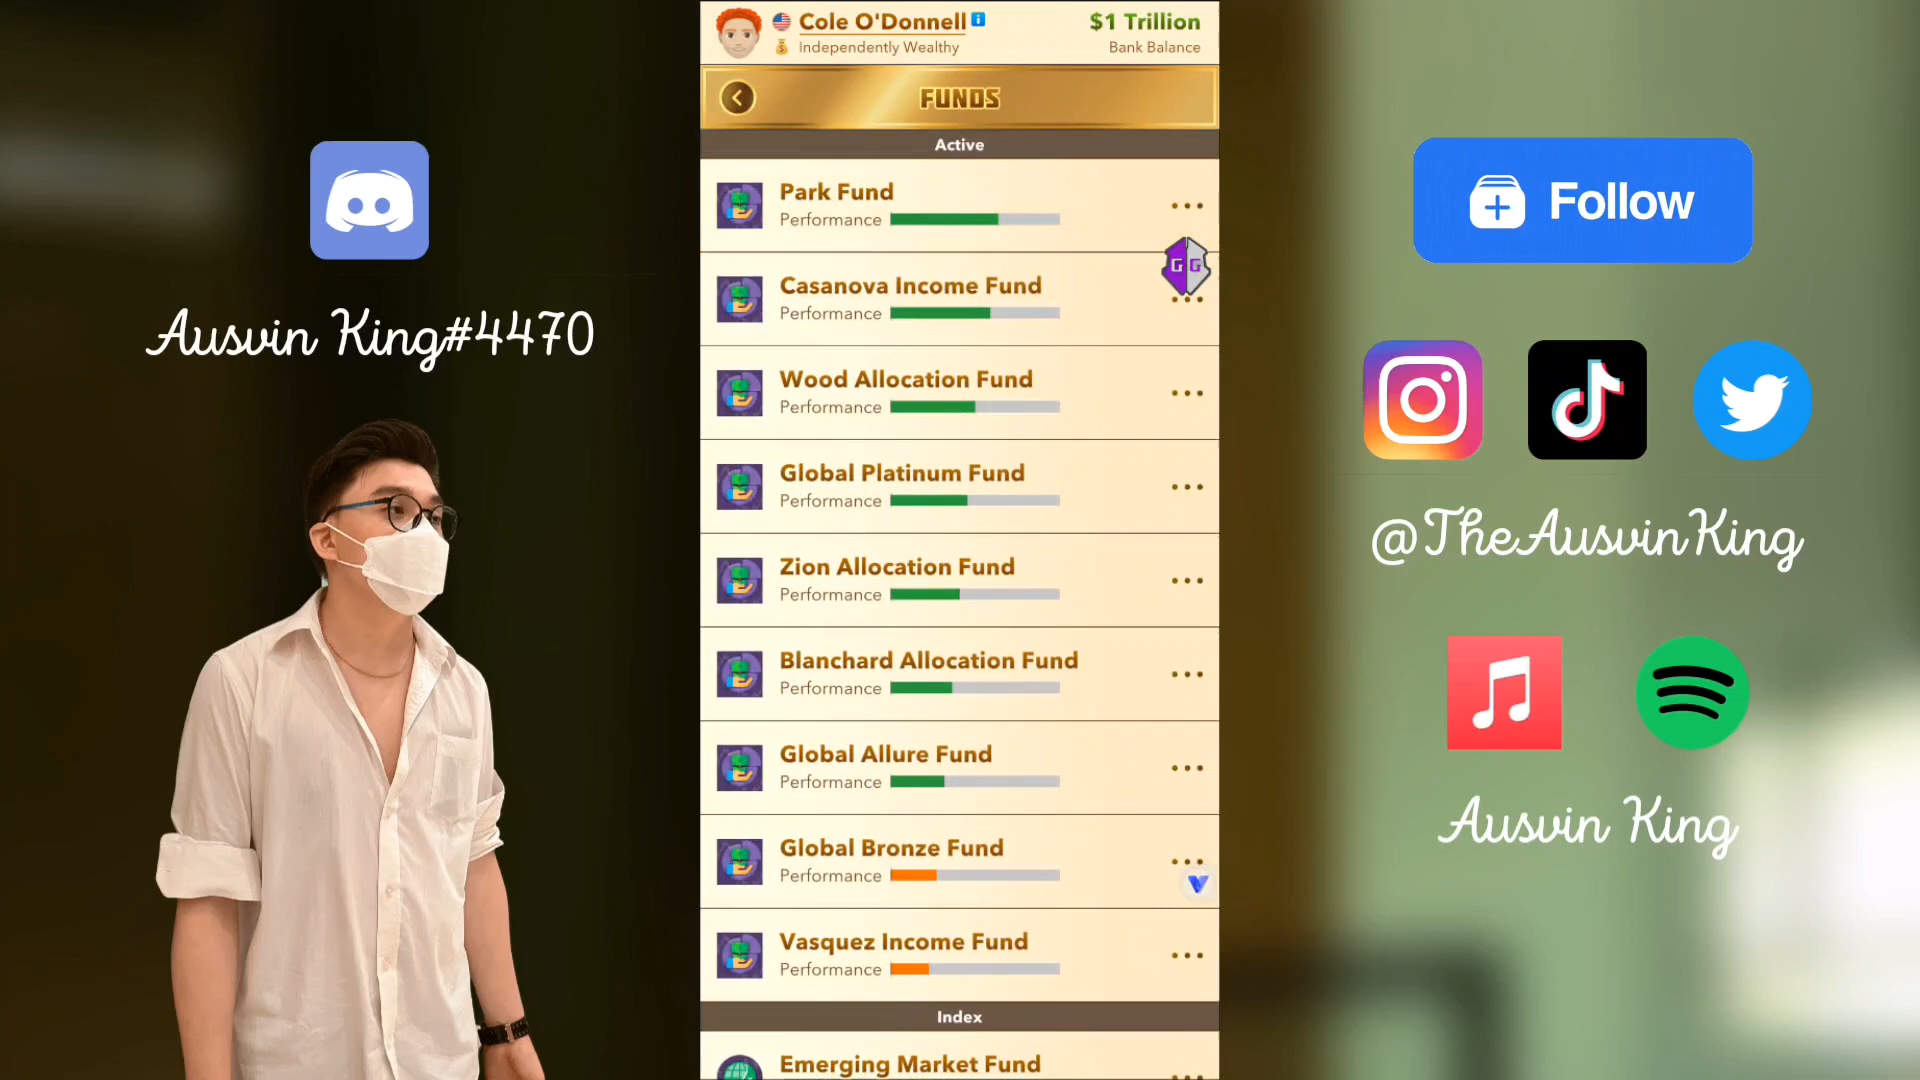 Cole O'Donnell
Independently Wealthy
$1 Trillion
Bank Balance
FUNDS
Active
Park Fund
Performance
Casanova Income Fund
Performance
Wood Allocation Fund
Performance
Global Platinum Fund
Performance
Zion Allocation Fund
Performance
Blanchard Allocation Fund
Performance
Global Allure Fund
Performance
Global Bronze Fund
Performance
Vasquez Income Fund
Performance
Index
Emerging Market Fund
GG
Ausvin King#4470
Follow
@TheAusvinKing
Ausvin King